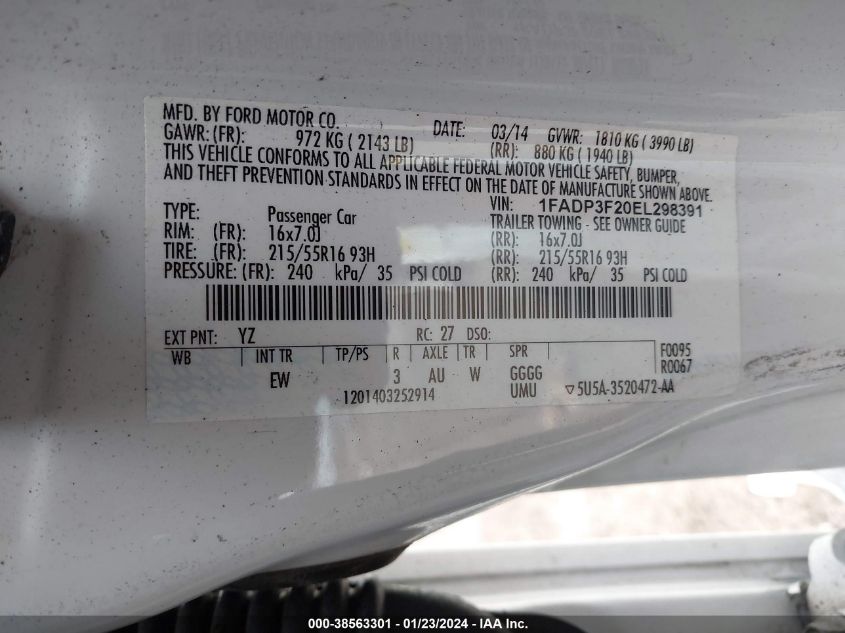 MFD. BY FORD MOTOR CO.
DATE: 03/14 GVWR: 1810 KG ( 3990 LB)
GAWR: (FR): 972 KG ( 2143 LB) (RR): 880 KG ( 1940 LB)
THIS VEHICLE CONFORMS TO ALL APPLICABLE FEDERAL MOTOR VEHICLE SAFETY, BUMPER,
AND THEFT PREVENTION STANDARDS IN EFFECT ON THE DATE OF MANUFACTURE SHOWN ABOVE.
VIN: 1FADP3F20EL298391
TYPE: Passenger Car TRAILER TOWING - SEE OWNER GUIDE
RIM: (FR): 16x7.0J (RR): 16x7.0J
TIRE: (FR): 215/55R16 93H (RR): 215/55R16 93H
PRESSURE: (FR): 240 kPa/ 35 PSI COLD (RR): 240 kPa/ 35 PSI COLD
EXT PNT: YZ RC: 27 DSO:
WB INT TR TP/PS R AXLE TR SPR F0095
R0067
EW 3 AU W GGGG
1201403252914 UMU ▽5U5A-3520472-AA
000-38563301 - 01/23/2024 - IAA Inc.